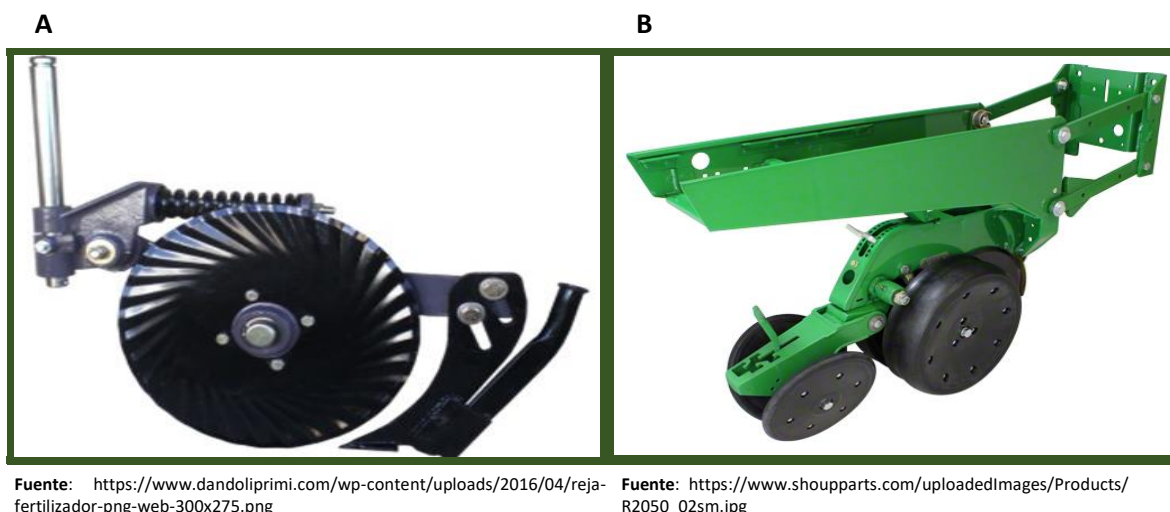 A
B
Fuente: https://www.dandoliprimi.com/wp-content/uploads/2016/04/reja-
fertilizador-png-web-300x275.png
Fuente: https://www.shoupparts.com/uploadedImages/Products/
R2050_02sm.jpg